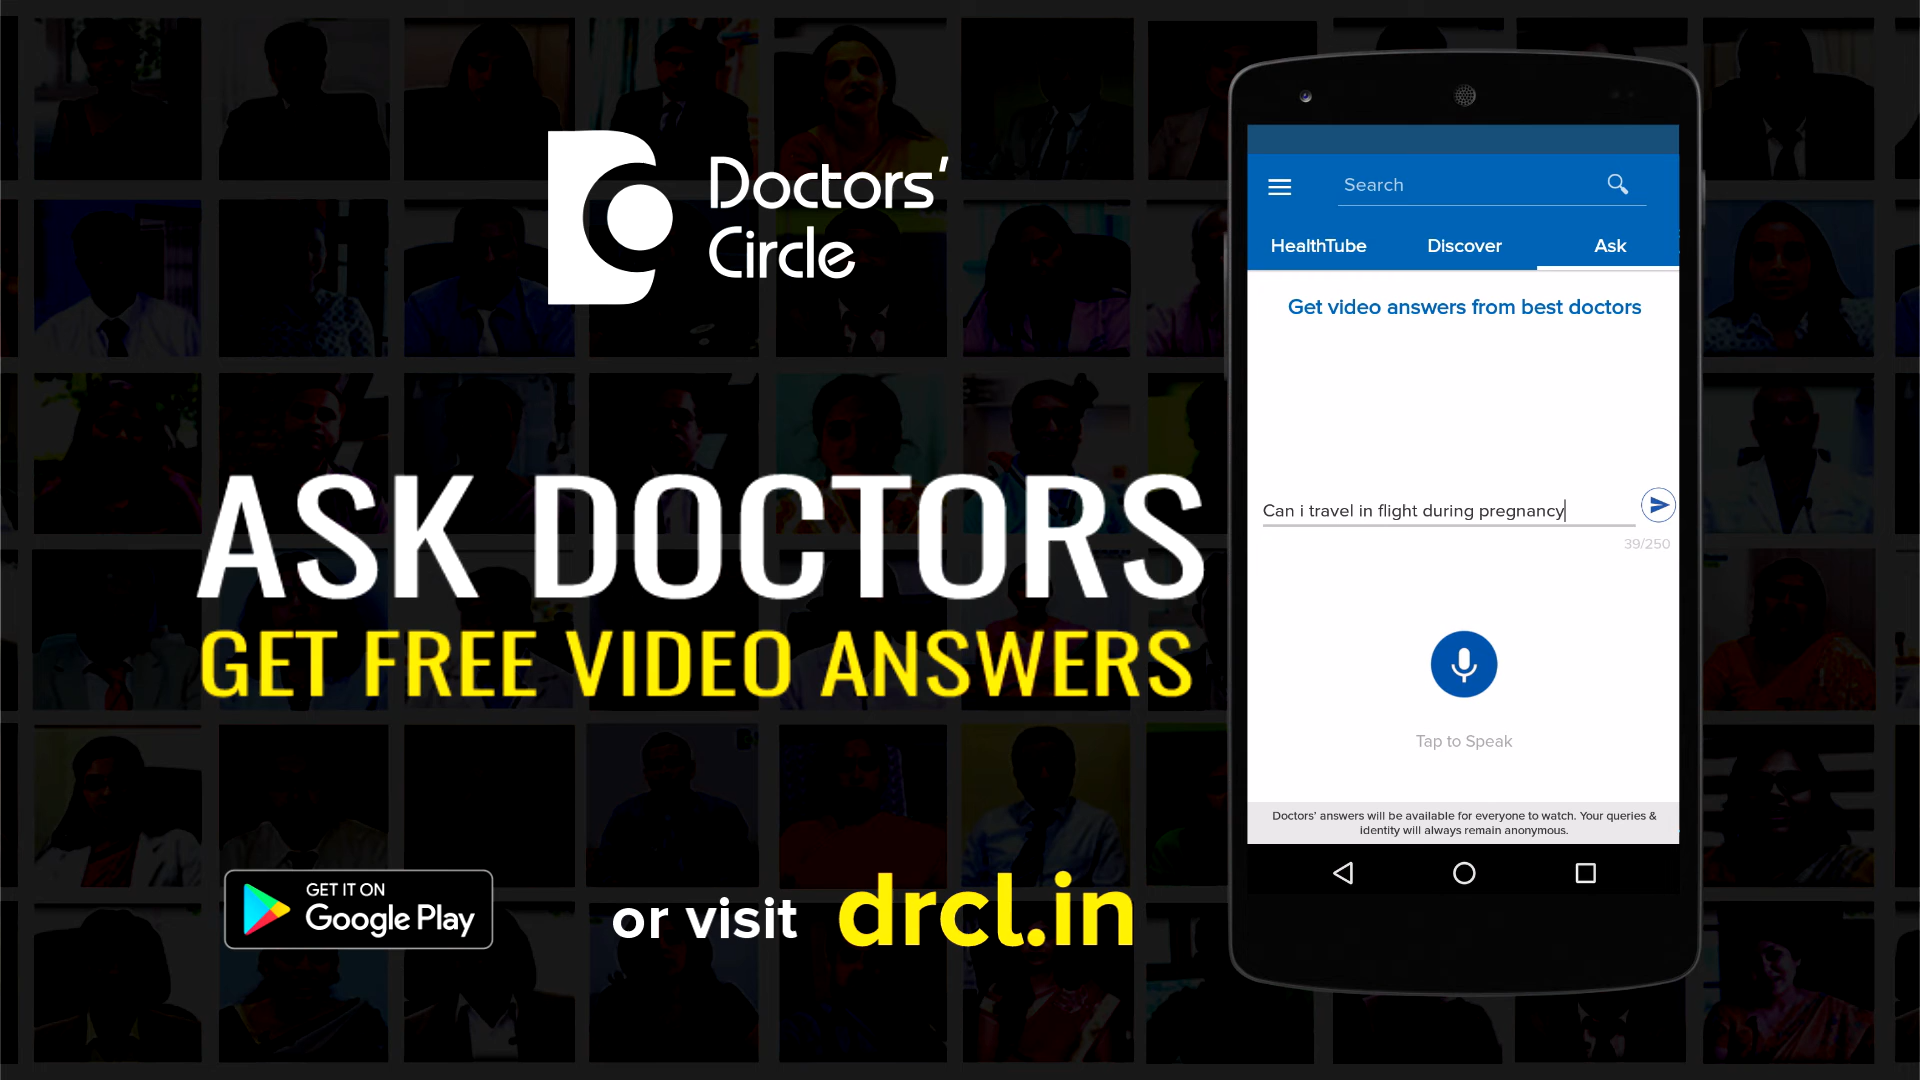 Doctors'
Circle
ASK DOCTORS
GET FREE VIDEO ANSWERS
GET IT ON
Google Play
or visit drcl.in
Search
HealthTube Discover Ask
Get video answers from best doctors
Can i travel in flight during pregnancy
39/250
Tap to Speak
Doctors' answers will be available for everyone to watch. Your queries &
identity will always remain anonymous.